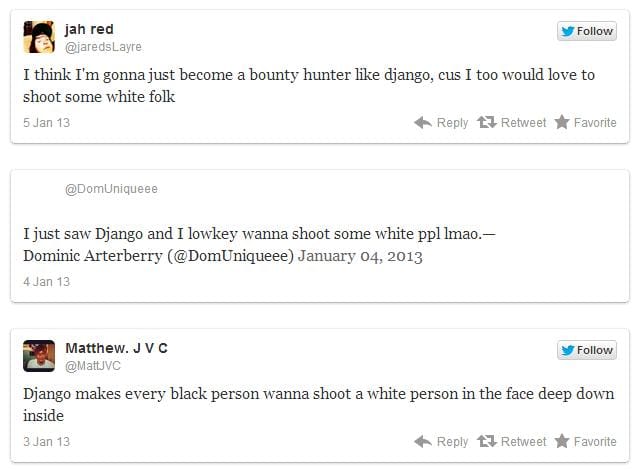 jah red
Follow
@jaredsLayre
I think I'm gonna just become a bounty hunter like django, cus I too would love to
shoot some white folk
5 Jan 13
Reply Retweet Favorite
@DomUniqueee
I just saw Django and I lowkey wanna shoot some white ppl lmao.—
Dominic Arterberry (@DomUniqueee) January 04, 2013
4 Jan 13
Matthew. J V C
Follow
@MattJVC
Django makes every black person wanna shoot a white person in the face deep down
inside
3 Jan 13
Reply Retweet Favorite